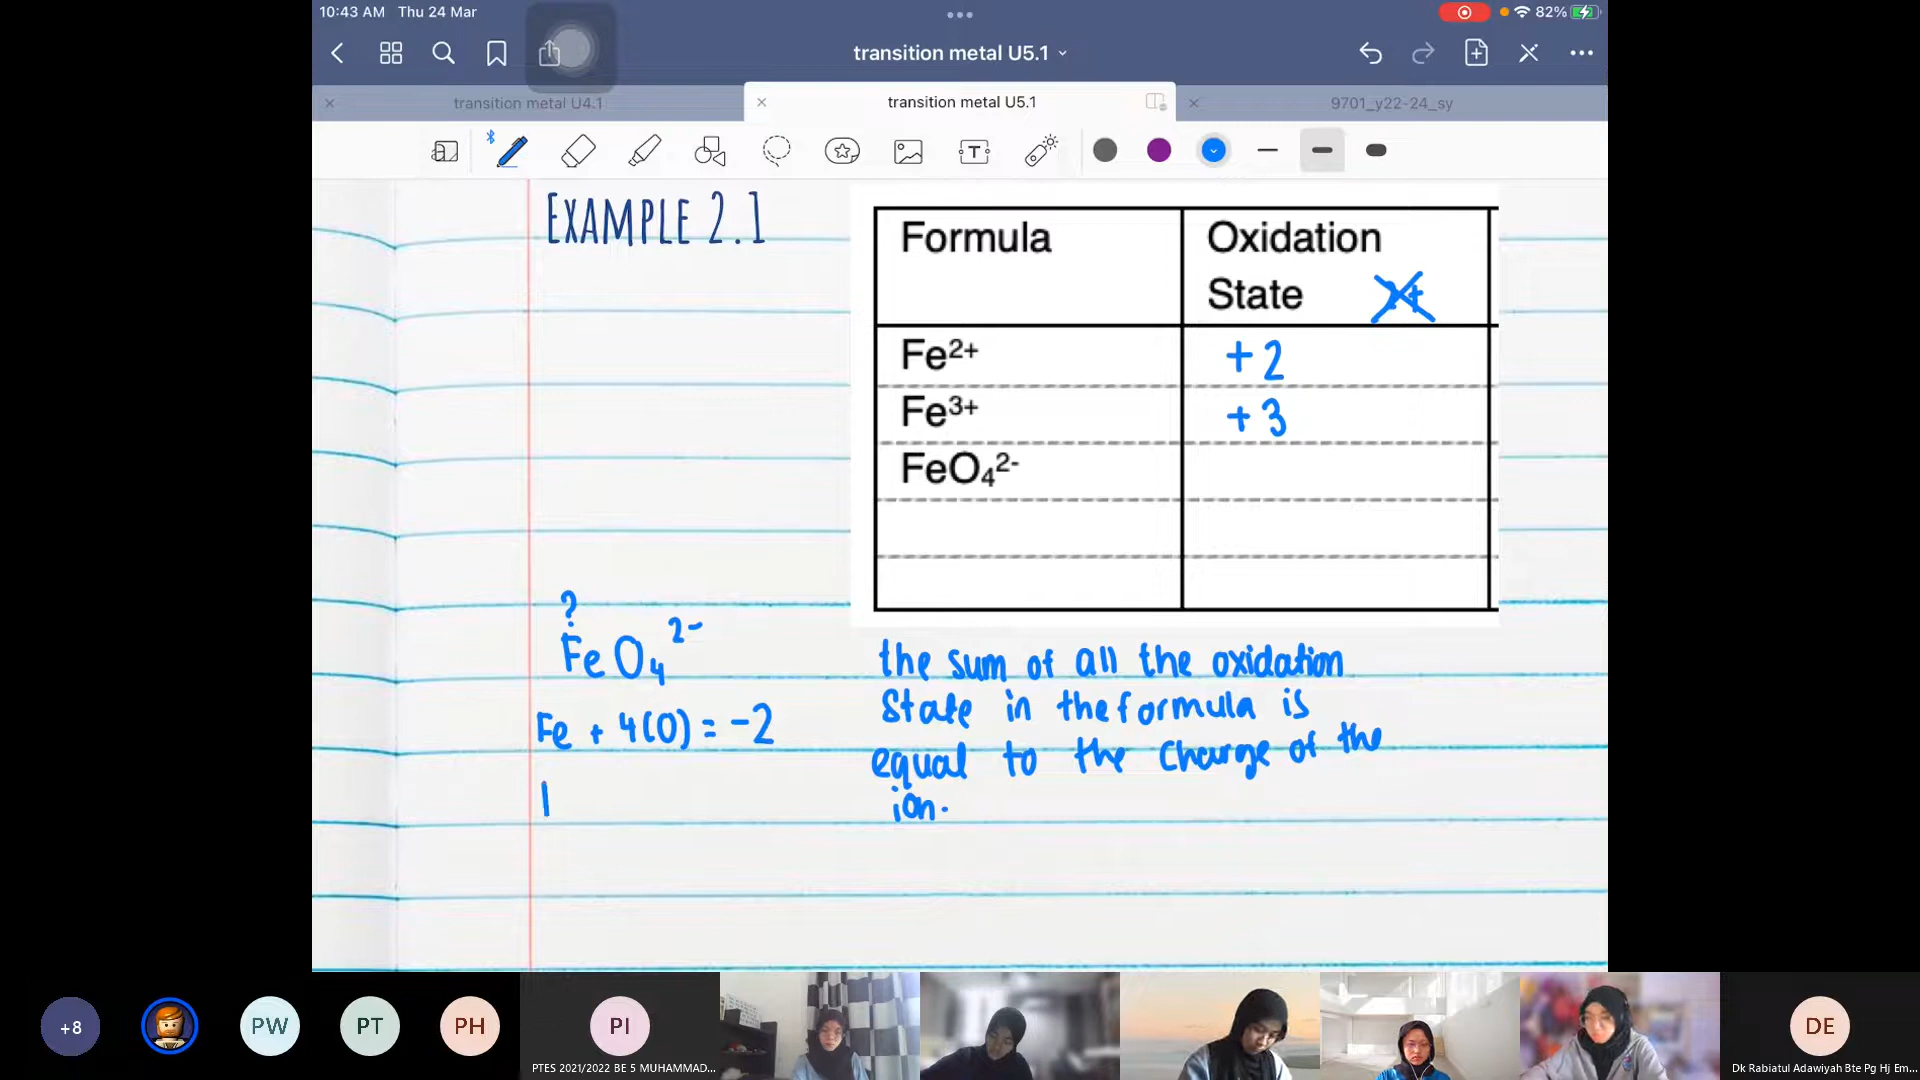 10:43 AM Thu 24 Mar
82%
transition metal U5.1
transition metal U4.1
transition metal U5.1
9701_y22-24_sy
EXAMPLE 2.1
Formula
Oxidation
State
Fe²⁺
+2
Fe³⁺
+3
FeO₄²⁻
?
FeO₄²⁻
Fe + 4(O) = -2
the sum of all the oxidation
State in the formula is
equal to the charge of the
ion.
+8
PW
PT
PH
PI
DE
PTES 2021/2022 BE 5 MUHAMMAD...
Dk Rabiatul Adawiyah Bte Pg Hj Em...